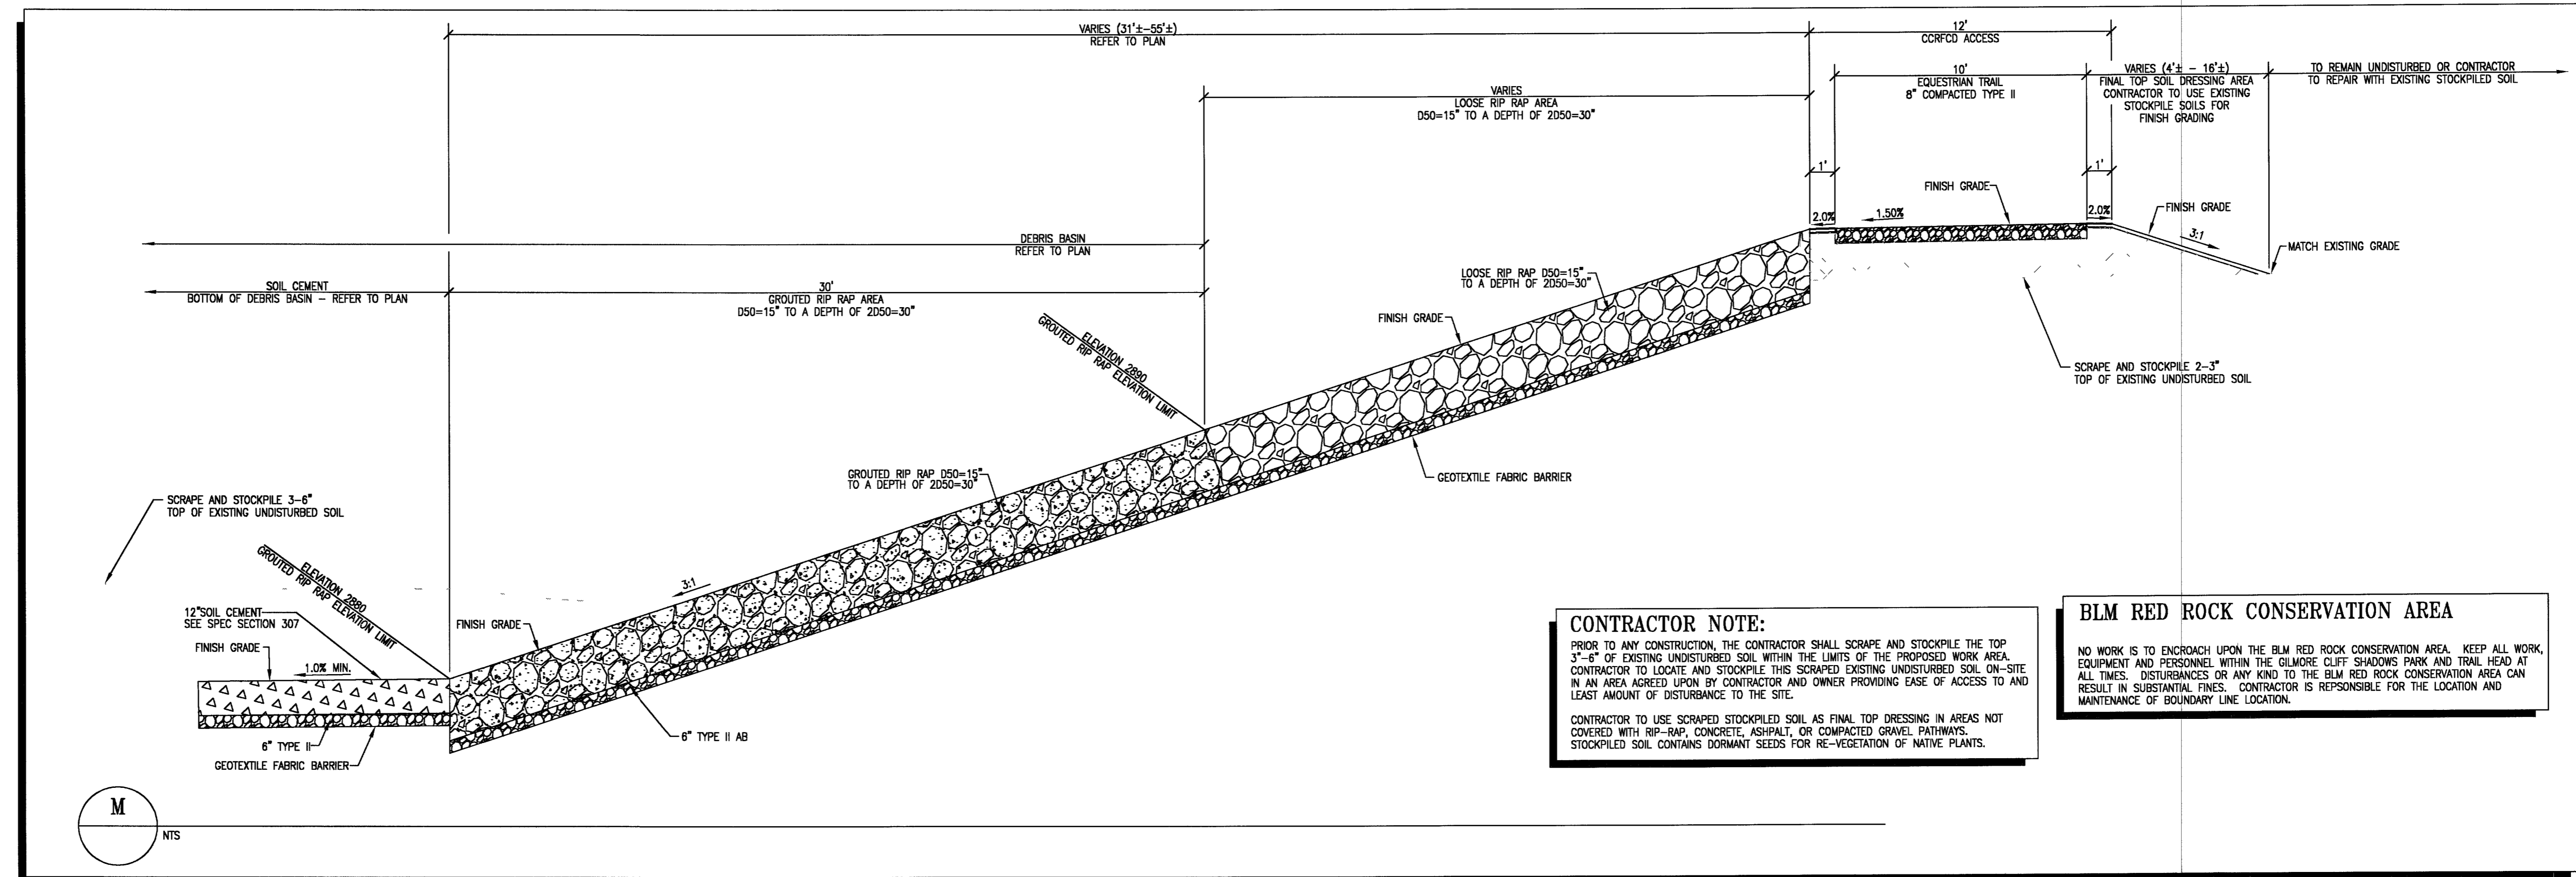 VARIES (31'±-55'±)
REFER TO PLAN
12'
CCRFCD ACCESS
10'
EQUESTRIAN TRAIL
8" COMPACTED TYPE II
VARIES (4'± - 16'±)
FINAL TOP SOIL DRESSING AREA
CONTRACTOR TO USE EXISTING
STOCKPILE SOILS FOR
FINISH GRADING
TO REMAIN UNDISTURBED OR CONTRACTOR
TO REPAIR WITH EXISTING STOCKPILED SOIL
VARIES
LOOSE RIP RAP AREA
D50=15" TO A DEPTH OF 2D50=30"
1'
1'
FINISH GRADE
2.0%
1.50%
2.0%
FINISH GRADE
3:1
MATCH EXISTING GRADE
DEBRIS BASIN
REFER TO PLAN
SOIL CEMENT
BOTTOM OF DEBRIS BASIN - REFER TO PLAN
30'
GROUTED RIP RAP AREA
D50=15" TO A DEPTH OF 2D50=30"
LOOSE RIP RAP D50=15"
TO A DEPTH OF 2D50=30"
FINISH GRADE
ELEVATION 2890
GROUTED RIP RAP ELEVATION LIMIT
SCRAPE AND STOCKPILE 2-3"
TOP OF EXISTING UNDISTURBED SOIL
GROUTED RIP RAP D50=15"
TO A DEPTH OF 2D50=30"
GEOTEXTILE FABRIC BARRIER
SCRAPE AND STOCKPILE 3-6"
TOP OF EXISTING UNDISTURBED SOIL
ELEVATION 2880
GROUTED RIP RAP ELEVATION LIMIT
3:1
12"SOIL CEMENT
SEE SPEC SECTION 307
FINISH GRADE
FINISH GRADE
1.0% MIN.
6" TYPE II
GEOTEXTILE FABRIC BARRIER
6" TYPE II AB
CONTRACTOR NOTE:
PRIOR TO ANY CONSTRUCTION, THE CONTRACTOR SHALL SCRAPE AND STOCKPILE THE TOP
3"-6" OF EXISTING UNDISTURBED SOIL WITHIN THE LIMITS OF THE PROPOSED WORK AREA.
CONTRACTOR TO LOCATE AND STOCKPILE THIS SCRAPED EXISTING UNDISTURBED SOIL ON-SITE
IN AN AREA AGREED UPON BY CONTRACTOR AND OWNER PROVIDING EASE OF ACCESS TO AND
LEAST AMOUNT OF DISTURBANCE TO THE SITE.
CONTRACTOR TO USE SCRAPED STOCKPILED SOIL AS FINAL TOP DRESSING IN AREAS NOT
COVERED WITH RIP-RAP, CONCRETE, ASHPALT, OR COMPACTED GRAVEL PATHWAYS.
STOCKPILED SOIL CONTAINS DORMANT SEEDS FOR RE-VEGETATION OF NATIVE PLANTS.
BLM RED ROCK CONSERVATION AREA
NO WORK IS TO ENCROACH UPON THE BLM RED ROCK CONSERVATION AREA. KEEP ALL WORK,
EQUIPMENT AND PERSONNEL WITHIN THE GILMORE CLIFF SHADOWS PARK AND TRAIL HEAD AT
ALL TIMES. DISTURBANCES OR ANY KIND TO THE BLM RED ROCK CONSERVATION AREA CAN
RESULT IN SUBSTANTIAL FINES. CONTRACTOR IS REPSONSIBLE FOR THE LOCATION AND
MAINTENANCE OF BOUNDARY LINE LOCATION.
M
NTS